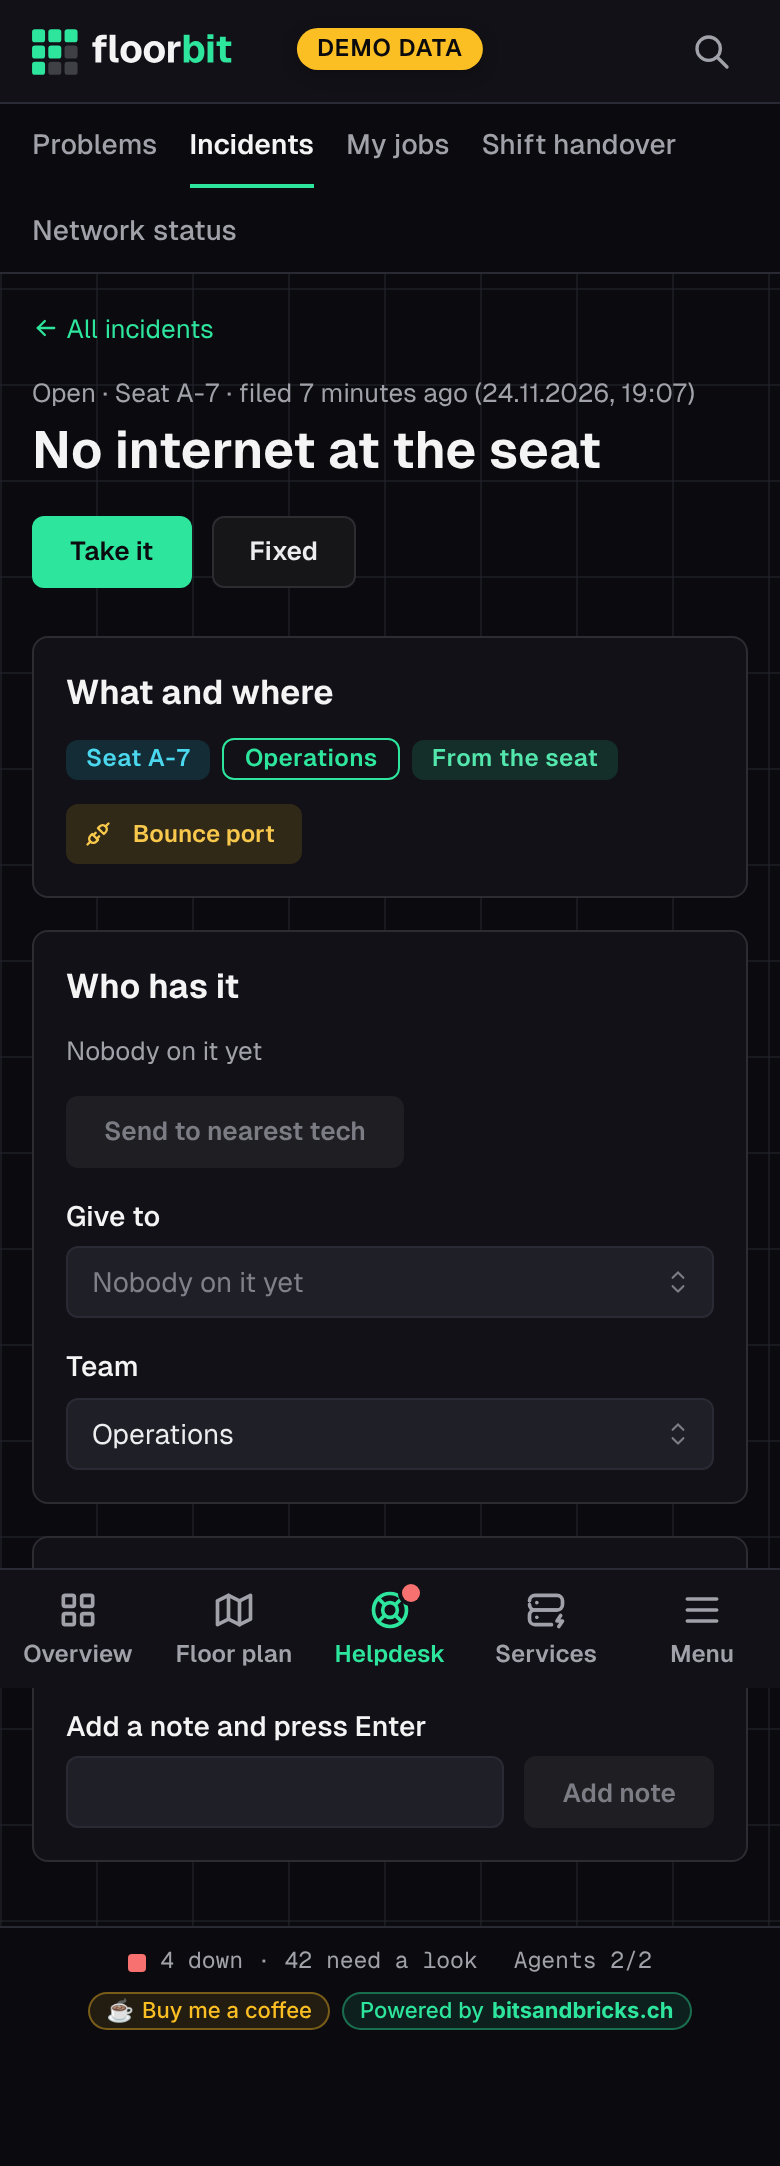 floorbit
DEMO DATA
Problems Incidents My jobs Shift handover
Network status
← All incidents
Open · Seat A-7 · filed 7 minutes ago (24.11.2026, 19:07)
No internet at the seat
Take it Fixed
What and where
Seat A-7 Operations From the seat
Bounce port
Who has it
Nobody on it yet
Send to nearest tech
Give to
Nobody on it yet
Team
Operations
Overview Floor plan Helpdesk Services Menu
Add a note and press Enter
Add note
4 down · 42 need a look Agents 2/2
☕ Buy me a coffee Powered by bitsandbricks.ch